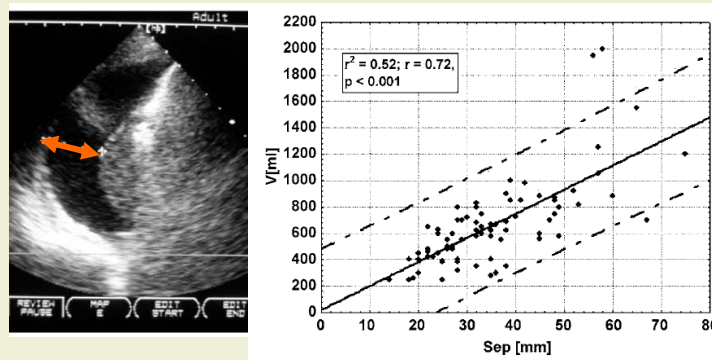 Adult
REVIEW PAUSE
MAP E
EDIT START
EDIT END
r² = 0.52; r = 0.72,
p < 0.001
V[ml]
2200
2000
1800
1600
1400
1200
1000
800
600
400
200
0
0 10 20 30 40 50 60 70 80
Sep [mm]